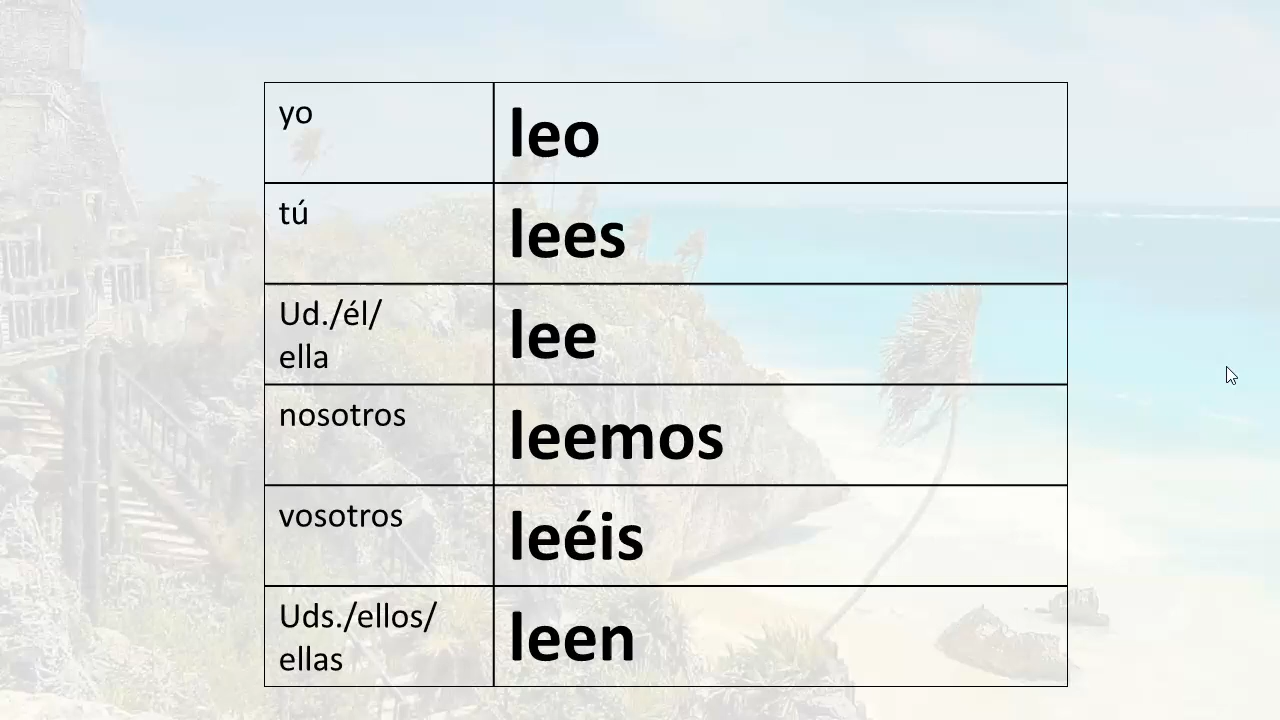 yo
leo
tú
lees
Ud./él/
ella
lee
nosotros
leemos
vosotros
leéis
Uds./ellos/
ellas
leen